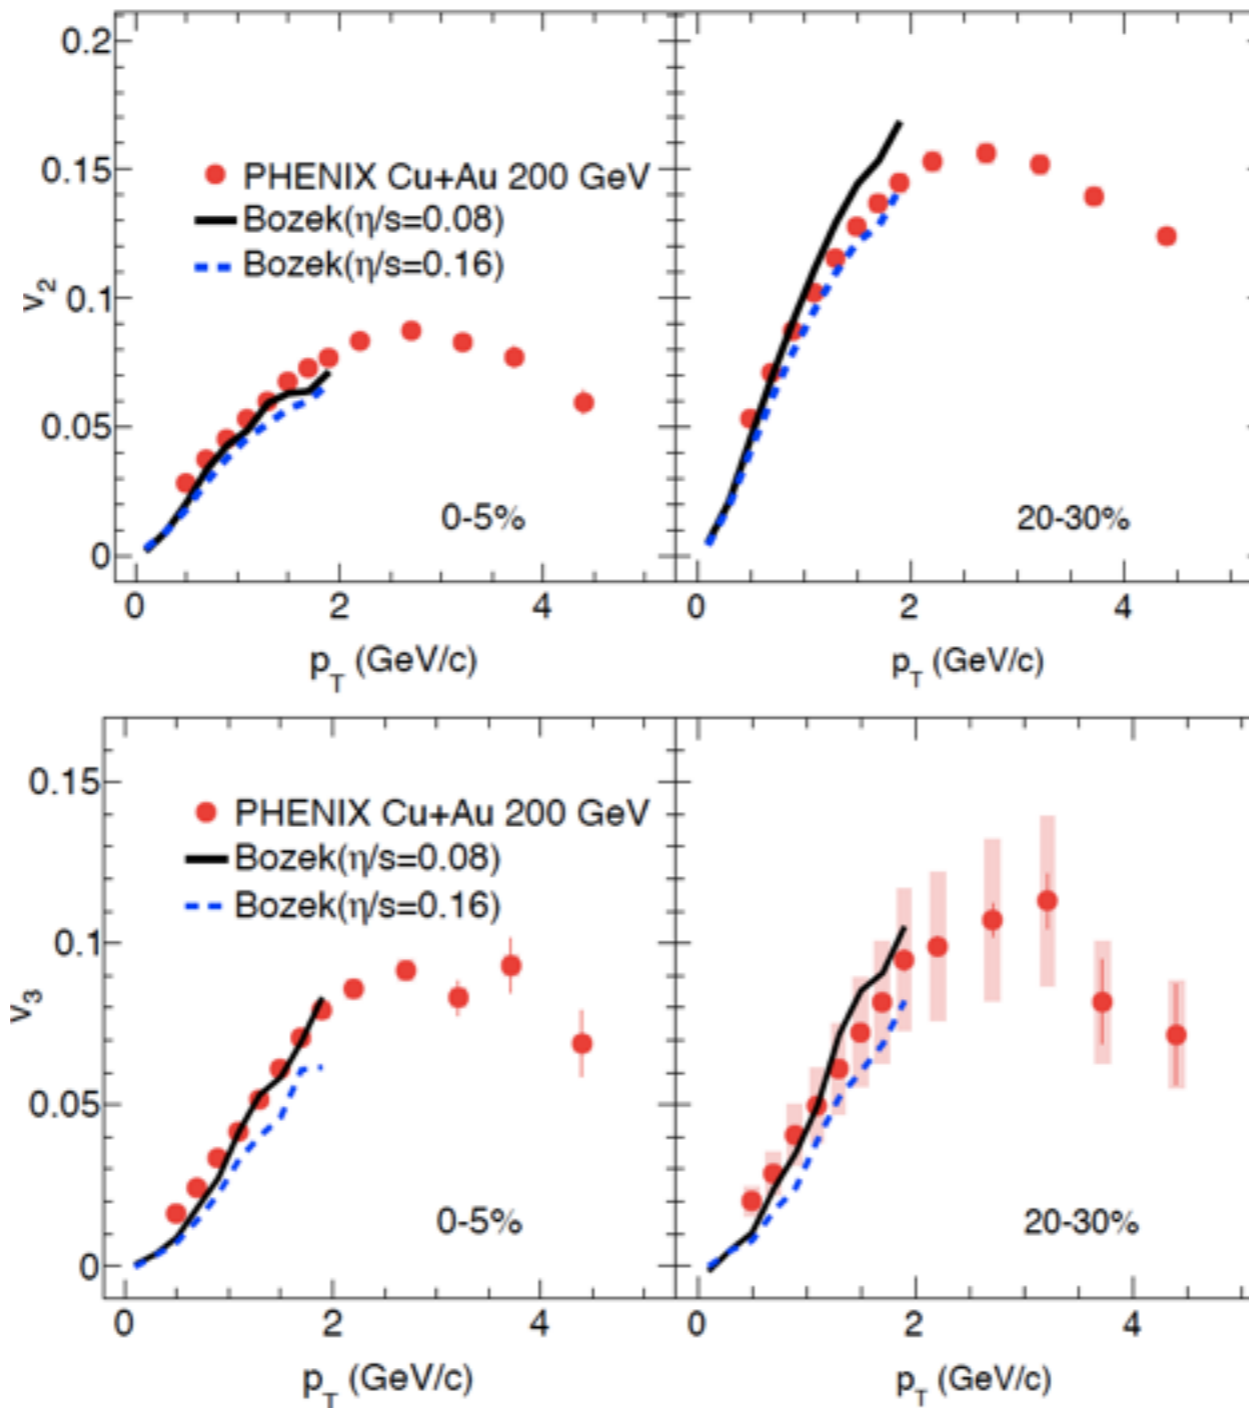 0.2
0.15
0.1
0.05
0
v2
PHENIX Cu+Au 200 GeV
Bozek(η/s=0.08)
Bozek(η/s=0.16)
0-5%
20-30%
0 2 4
0 2 4
pT (GeV/c)
pT (GeV/c)
0.15
0.1
0.05
0
v3
PHENIX Cu+Au 200 GeV
Bozek(η/s=0.08)
Bozek(η/s=0.16)
0-5%
20-30%
0 2 4
0 2 4
pT (GeV/c)
pT (GeV/c)